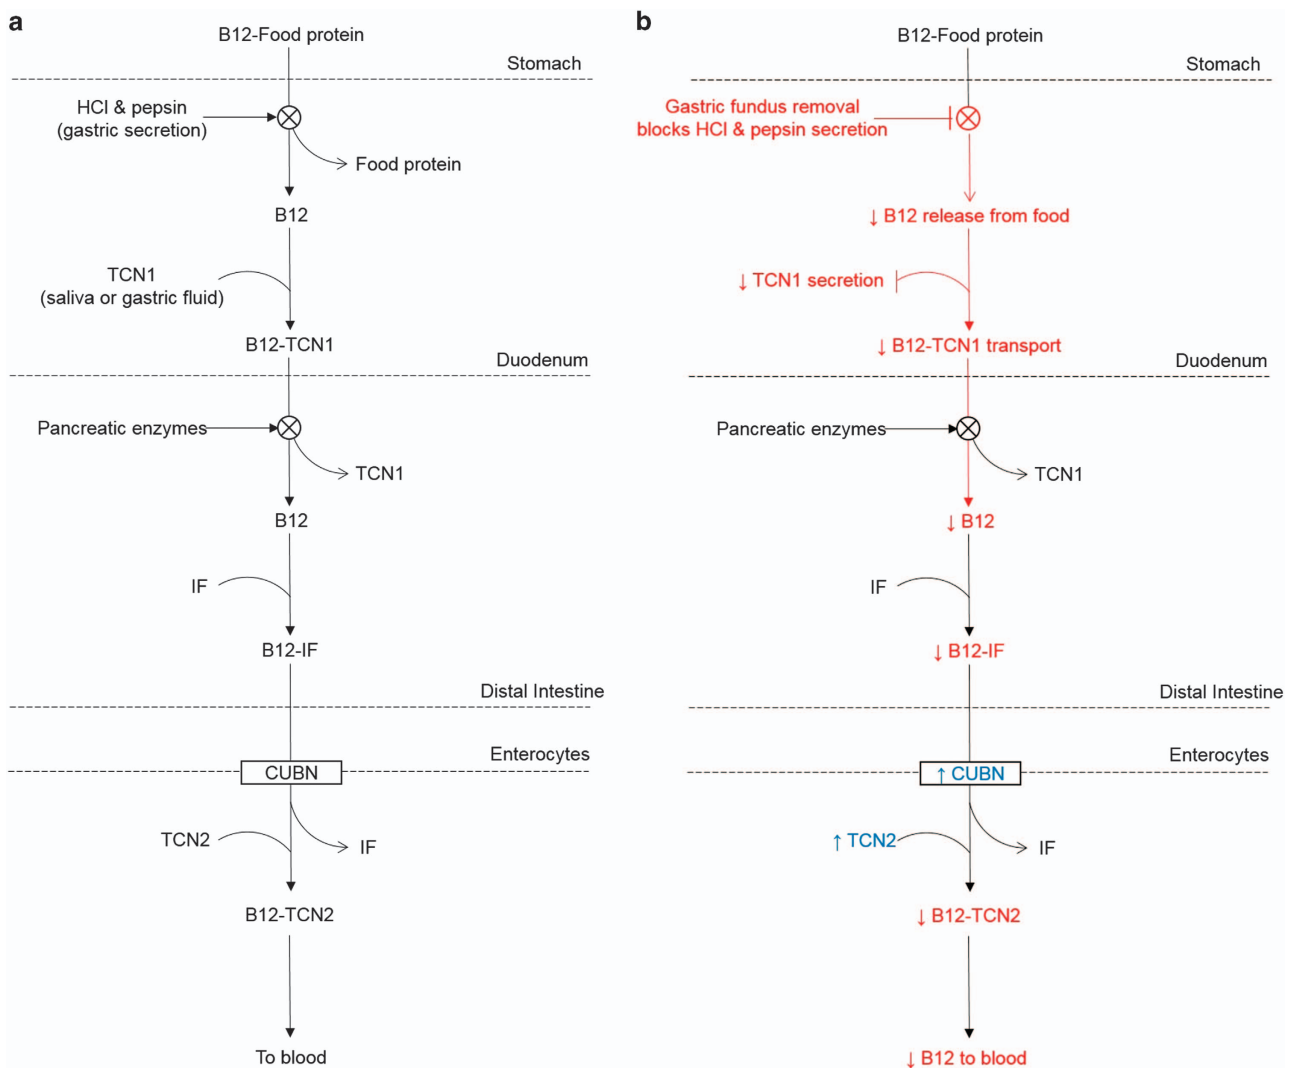 a
B12-Food protein
Stomach
HCl & pepsin
(gastric secretion)
Food protein
B12
TCN1
(saliva or gastric fluid)
B12-TCN1
Duodenum
Pancreatic enzymes
TCN1
B12
IF
B12-IF
Distal Intestine
Enterocytes
CUBN
TCN2
IF
B12-TCN2
To blood
b
B12-Food protein
Stomach
Gastric fundus removal
blocks HCl & pepsin secretion
↓ B12 release from food
↓ TCN1 secretion
↓ B12-TCN1 transport
Duodenum
Pancreatic enzymes
TCN1
↓ B12
IF
↓ B12-IF
Distal Intestine
Enterocytes
↑ CUBN
↑ TCN2
IF
↓ B12-TCN2
↓ B12 to blood